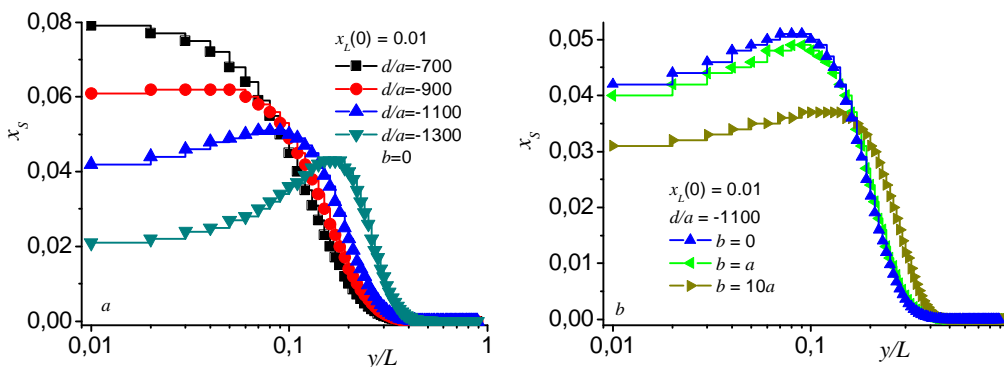 0,08
0,06
0,04
0,02
0,00
x_S
x_L(0) = 0.01
d/a=-700
d/a=-900
d/a=-1100
d/a=-1300
b=0
a
0,01
0,1
1
y/L
0,05
0,04
0,03
0,02
0,01
0,00
x_S
x_L(0) = 0.01
d/a = -1100
b = 0
b = a
b = 10a
b
0,01
0,1
y/L